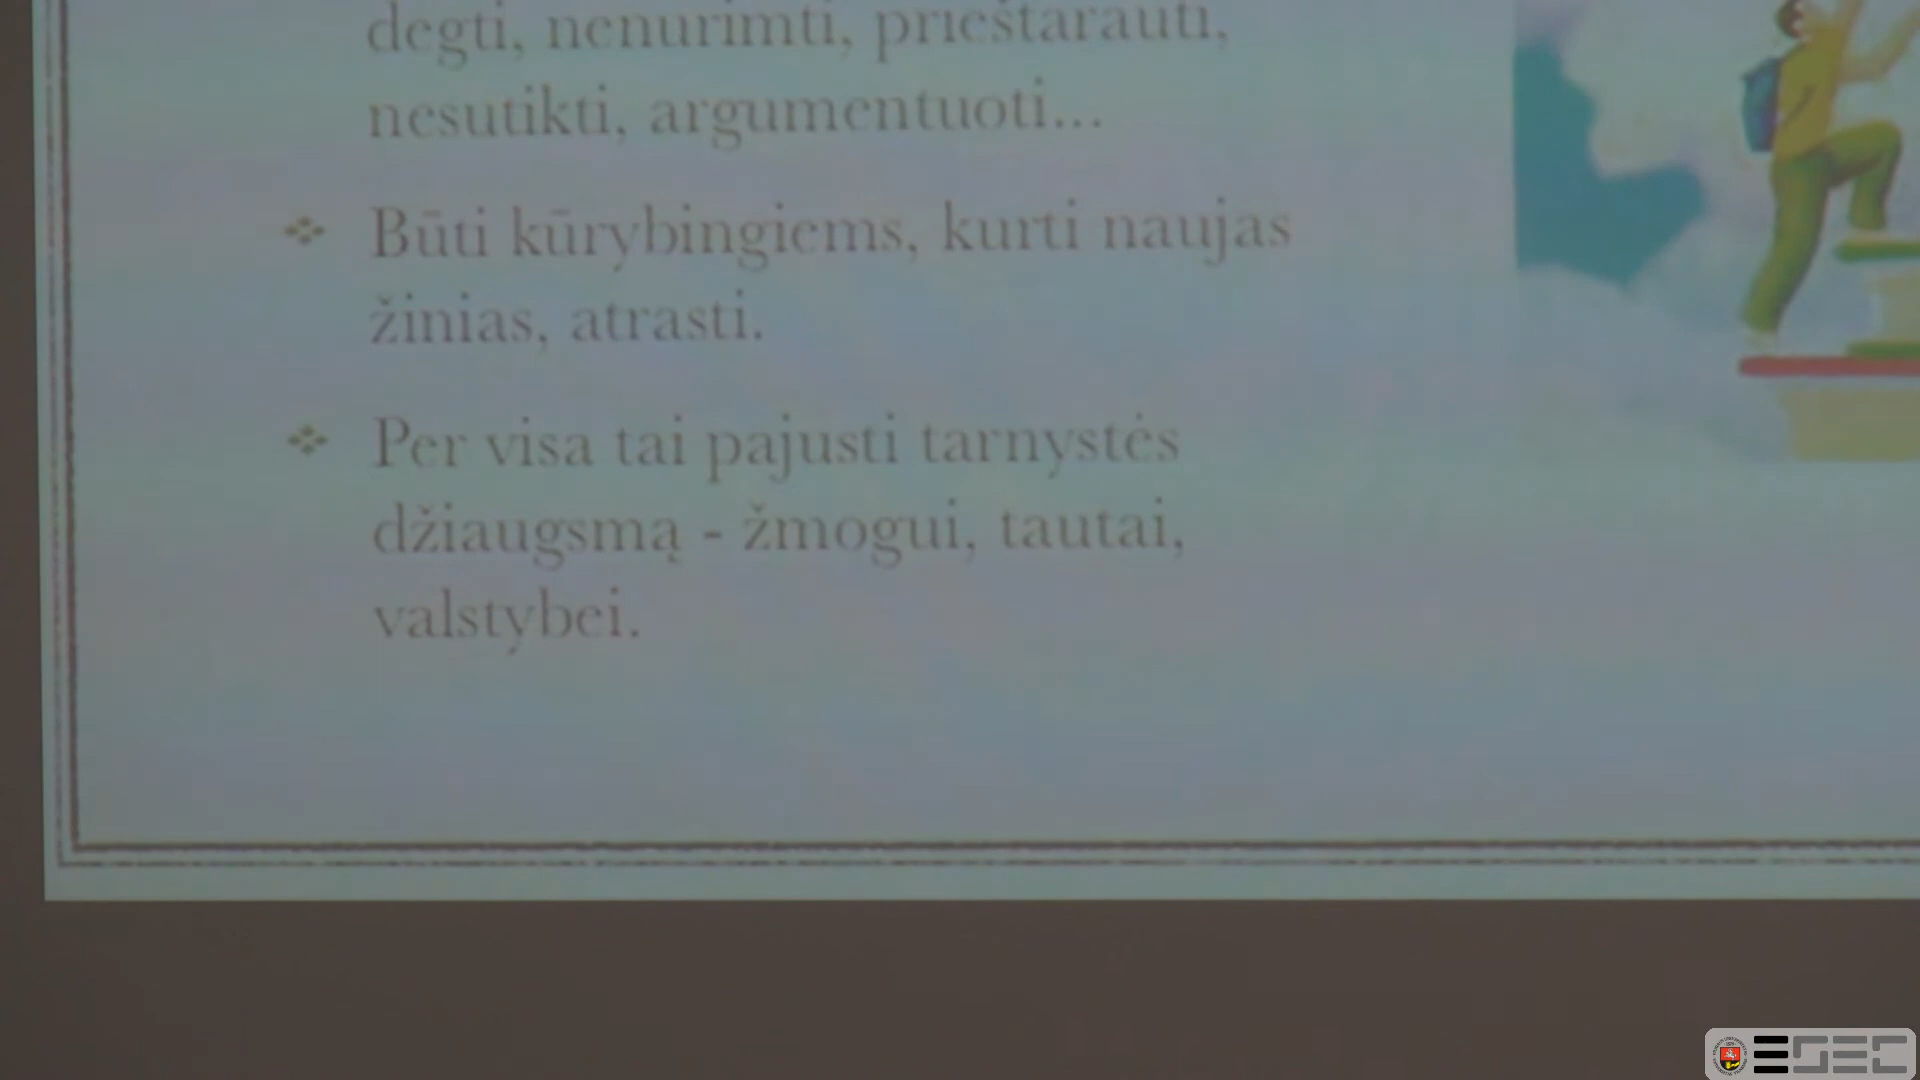 degti, nenurimti, prieštarauti,
nesutikti, argumentuoti...
Būti kūrybingiems, kurti naujas
žinias, atrasti.
Per visa tai pajusti tarnystės
džiaugsmą - žmogui, tautai,
valstybei.
ESEC